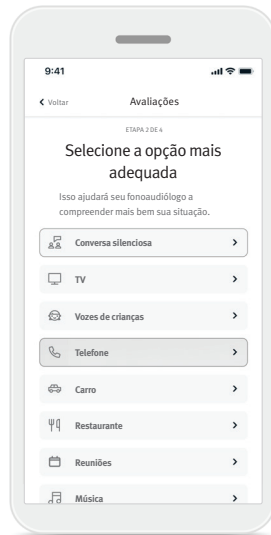 9:41
Voltar
Avaliações
ETAPA 2 DE 4
Selecione a opção mais
adequada
Isso ajudará seu fonoaudiólogo a
compreender mais bem sua situação.
Conversa silenciosa
TV
Vozes de crianças
Telefone
Carro
Restaurante
Reuniões
Música